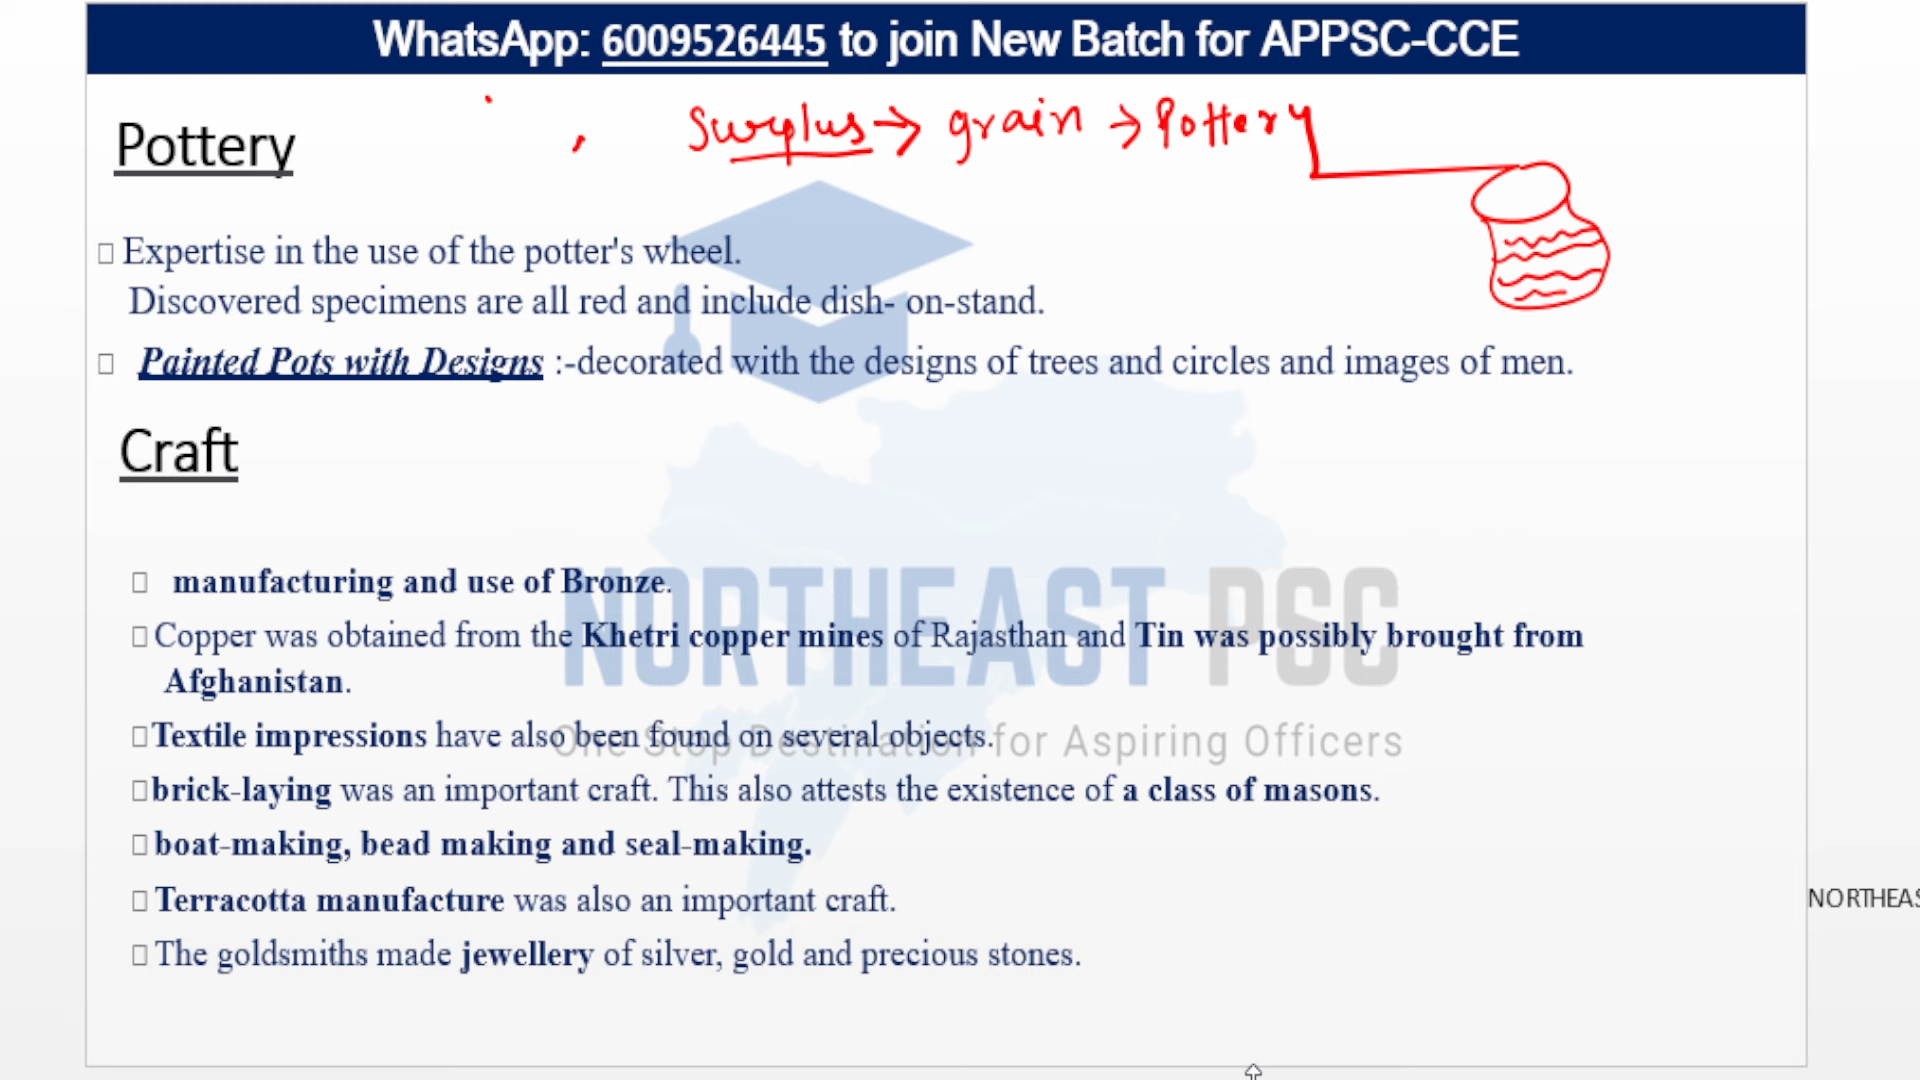 WhatsApp: 6009526445 to join New Batch for APPSC-CCE
Surplus → grain → Pottery
Pottery
Expertise in the use of the potter's wheel.
Discovered specimens are all red and include dish- on-stand.
Painted Pots with Designs :-decorated with the designs of trees and circles and images of men.
Craft
manufacturing and use of Bronze.
Copper was obtained from the Khetri copper mines of Rajasthan and Tin was possibly brought from
Afghanistan.
Textile impressions have also been found on several objects.
brick-laying was an important craft. This also attests the existence of a class of masons.
boat-making, bead making and seal-making.
Terracotta manufacture was also an important craft.
The goldsmiths made jewellery of silver, gold and precious stones.
NORTHEAST PSC
One Stop Destination for Aspiring Officers
NORTHEAS